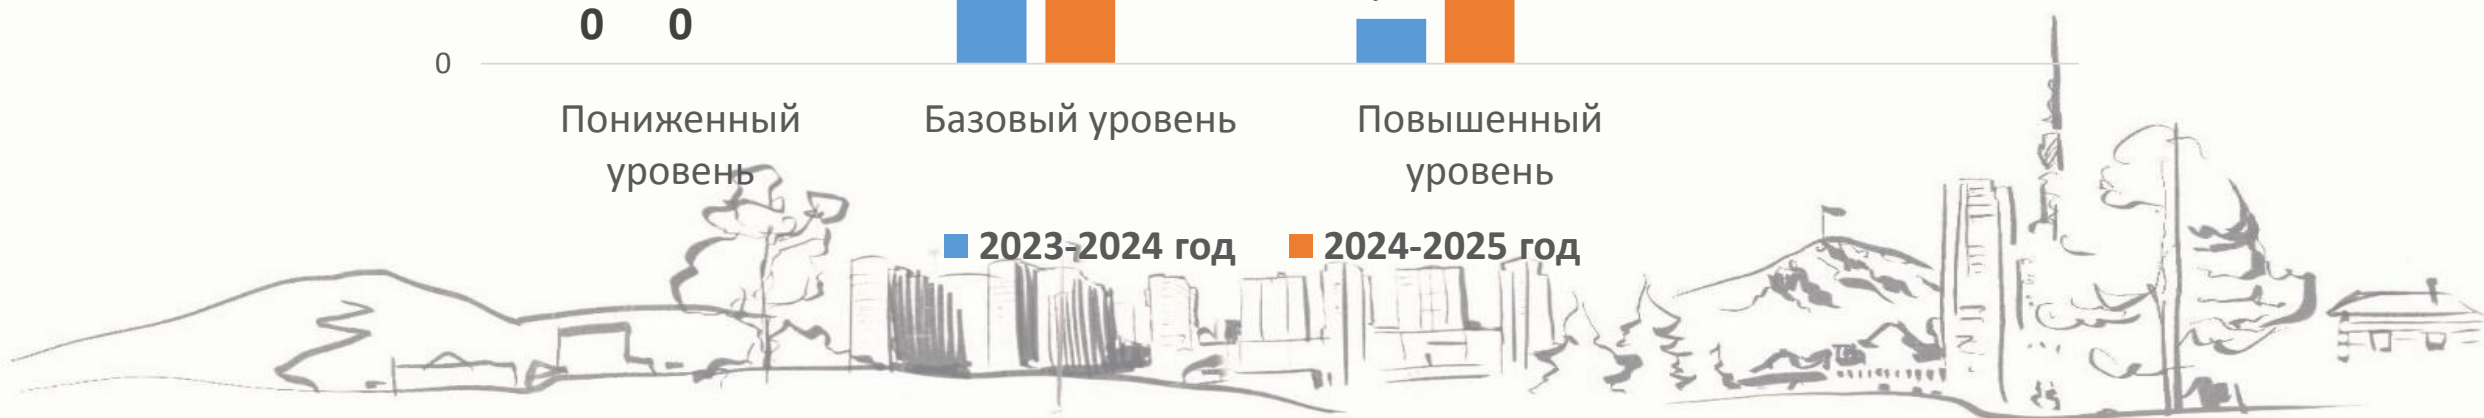 0 0
0
Пониженный
уровень
Базовый уровень
Повышенный
уровень
2023-2024 год
2024-2025 год